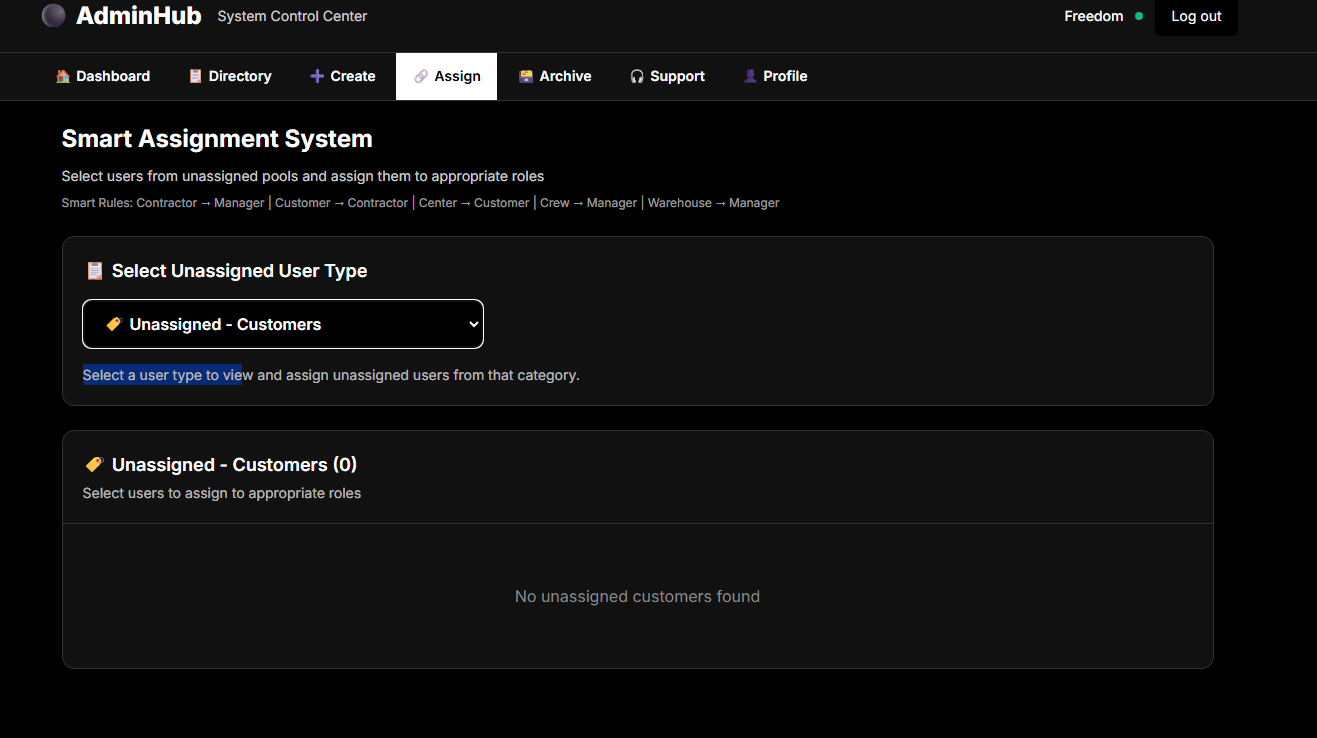 AdminHub System Control Center Freedom Log out
Dashboard Directory Create Assign Archive Support Profile
Smart Assignment System
Select users from unassigned pools and assign them to appropriate roles
Smart Rules: Contractor → Manager | Customer → Contractor | Center → Customer | Crew → Manager | Warehouse → Manager
Select Unassigned User Type
Unassigned - Customers
Select a user type to view and assign unassigned users from that category.
Unassigned - Customers (0)
Select users to assign to appropriate roles
No unassigned customers found